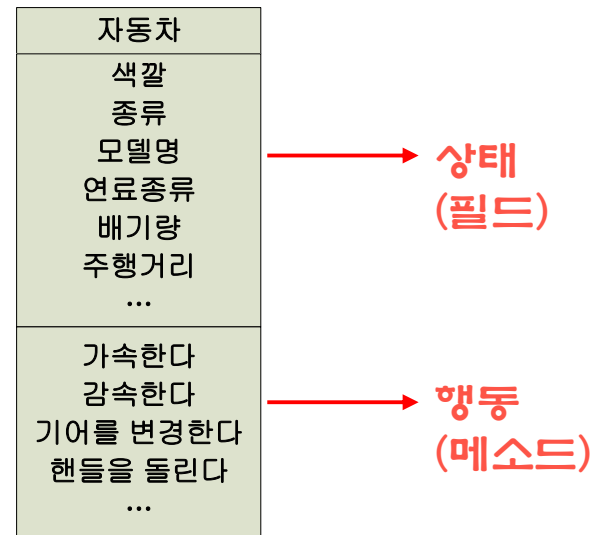 자동차
색깔
종류
모델명
연료종류
배기량
주행거리
...
상태
(필드)
가속한다
감속한다
기어를 변경한다
핸들을 돌린다
...
행동
(메소드)